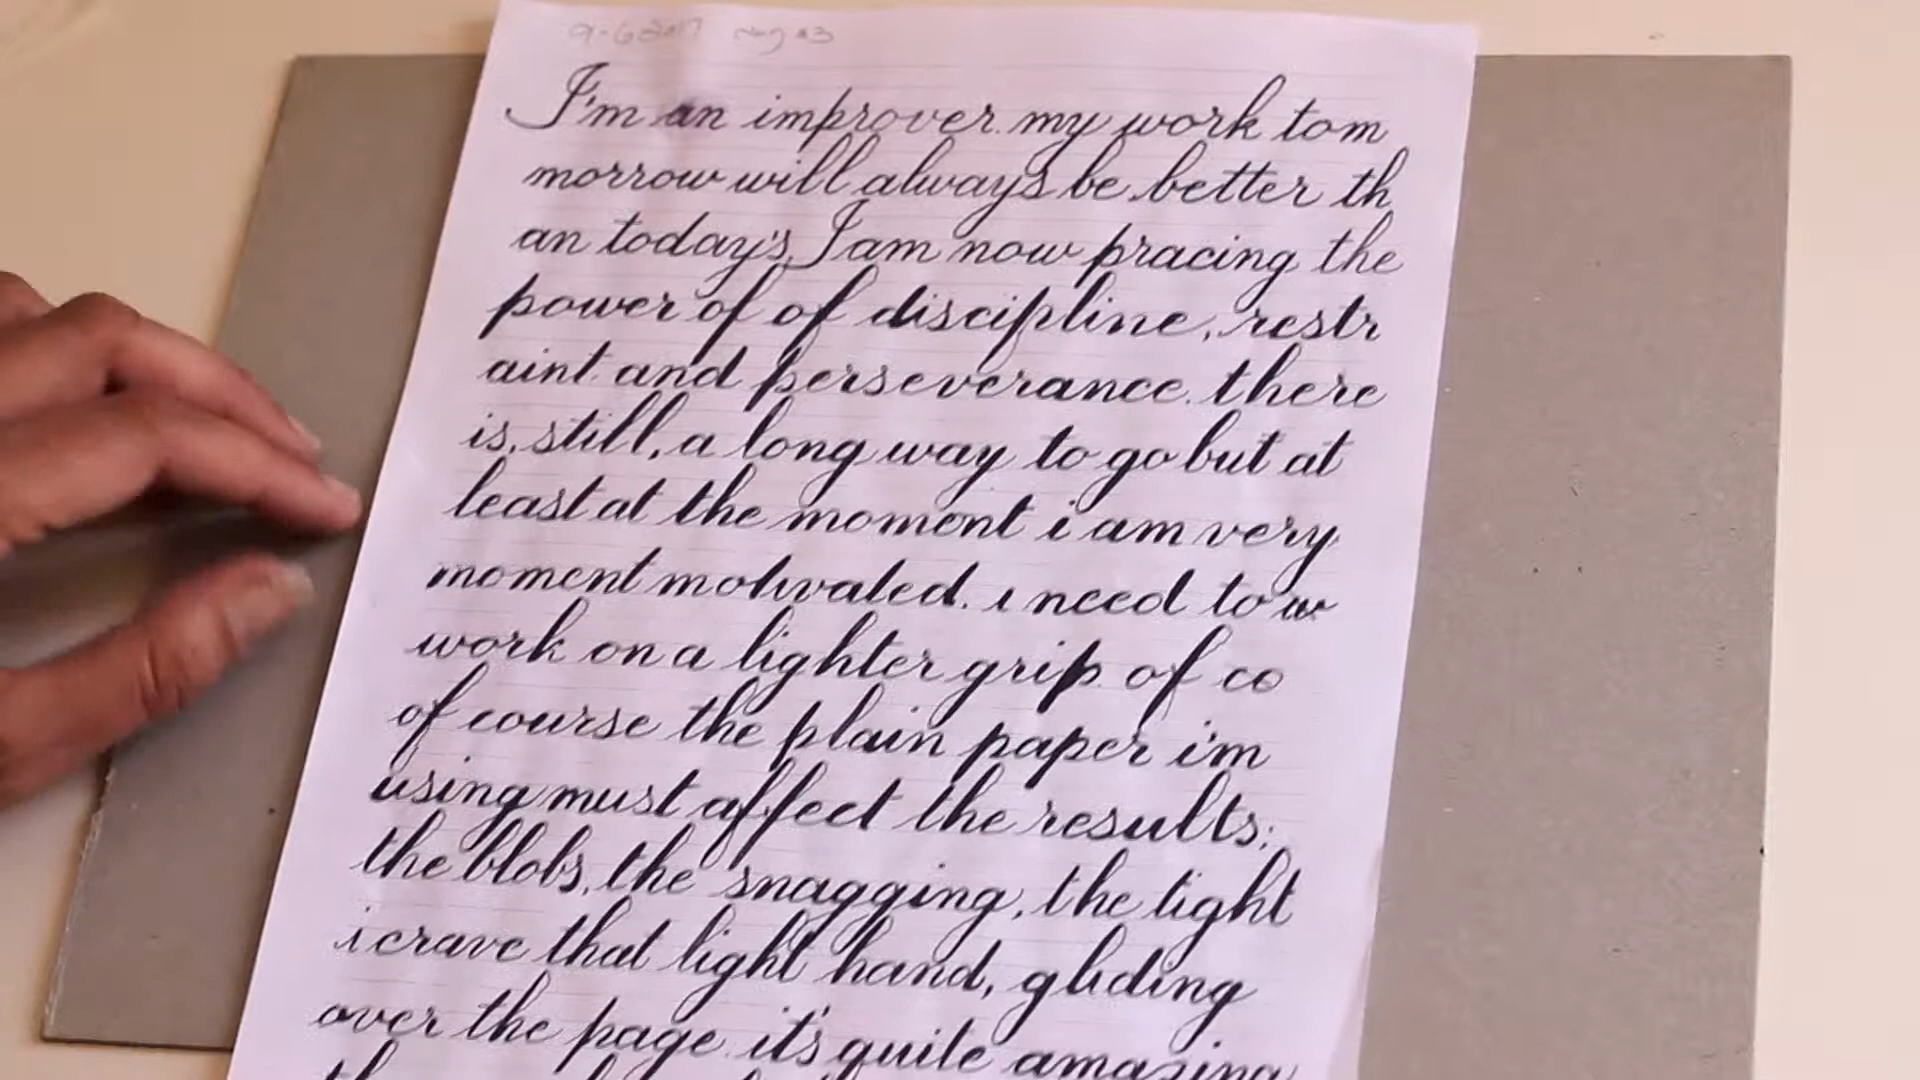 I'm an improver. my work tom
morrow will always be better th
an today's. I am now pracing the
power of of discipline, restr
aint and perseverance. there
is, still, a long way to go but at
least at the moment i am very
moment motivated. i need to w
work on a lighter grip. of co
of course the plain paper i'm
using must affect the results;
the blobs, the snagging, the tight
i crave that light hand, gliding
over the page. it's quite amazing